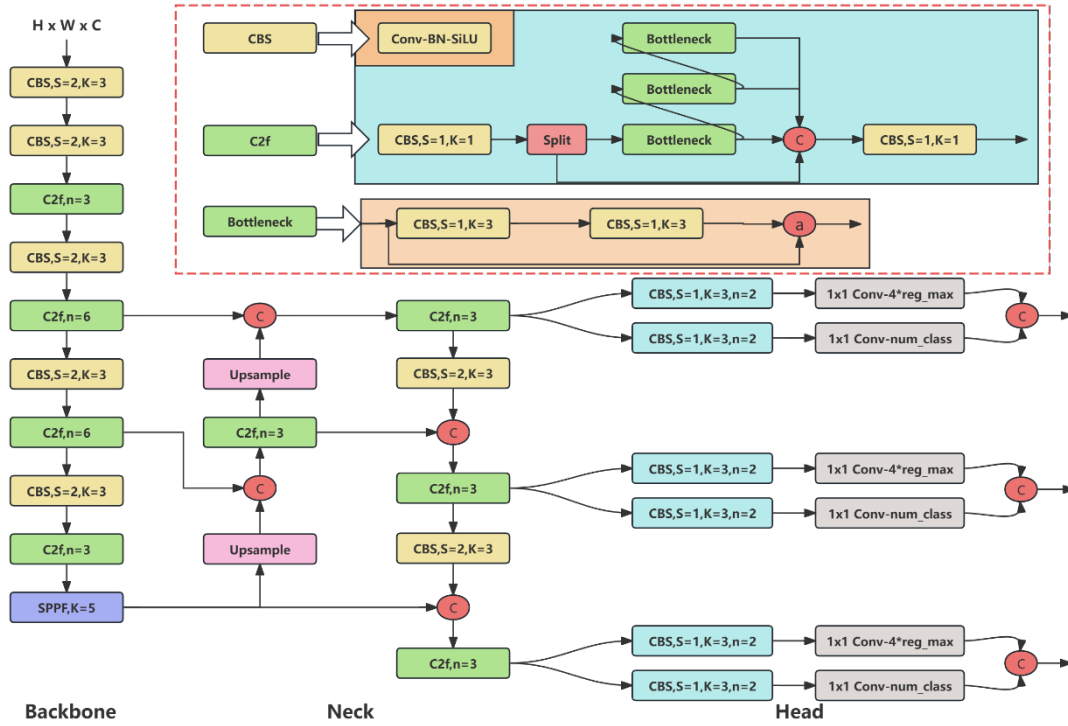 H x W x C
CBS,S=2,K=3
CBS,S=2,K=3
C2f,n=3
CBS,S=2,K=3
C2f,n=6
CBS,S=2,K=3
C2f,n=6
CBS,S=2,K=3
C2f,n=3
SPPF,K=5
Backbone
CBS
Conv-BN-SiLU
C2f
CBS,S=1,K=1
Split
Bottleneck
Bottleneck
Bottleneck
C
CBS,S=1,K=1
Bottleneck
CBS,S=1,K=3
CBS,S=1,K=3
a
C
Upsample
C2f,n=3
C
Upsample
C2f,n=3
CBS,S=2,K=3
C
C2f,n=3
CBS,S=2,K=3
C
C2f,n=3
Neck
CBS,S=1,K=3,n=2
1x1 Conv-4*reg_max
CBS,S=1,K=3,n=2
1x1 Conv-num_class
C
CBS,S=1,K=3,n=2
1x1 Conv-4*reg_max
CBS,S=1,K=3,n=2
1x1 Conv-num_class
C
CBS,S=1,K=3,n=2
1x1 Conv-4*reg_max
CBS,S=1,K=3,n=2
1x1 Conv-num_class
C
Head